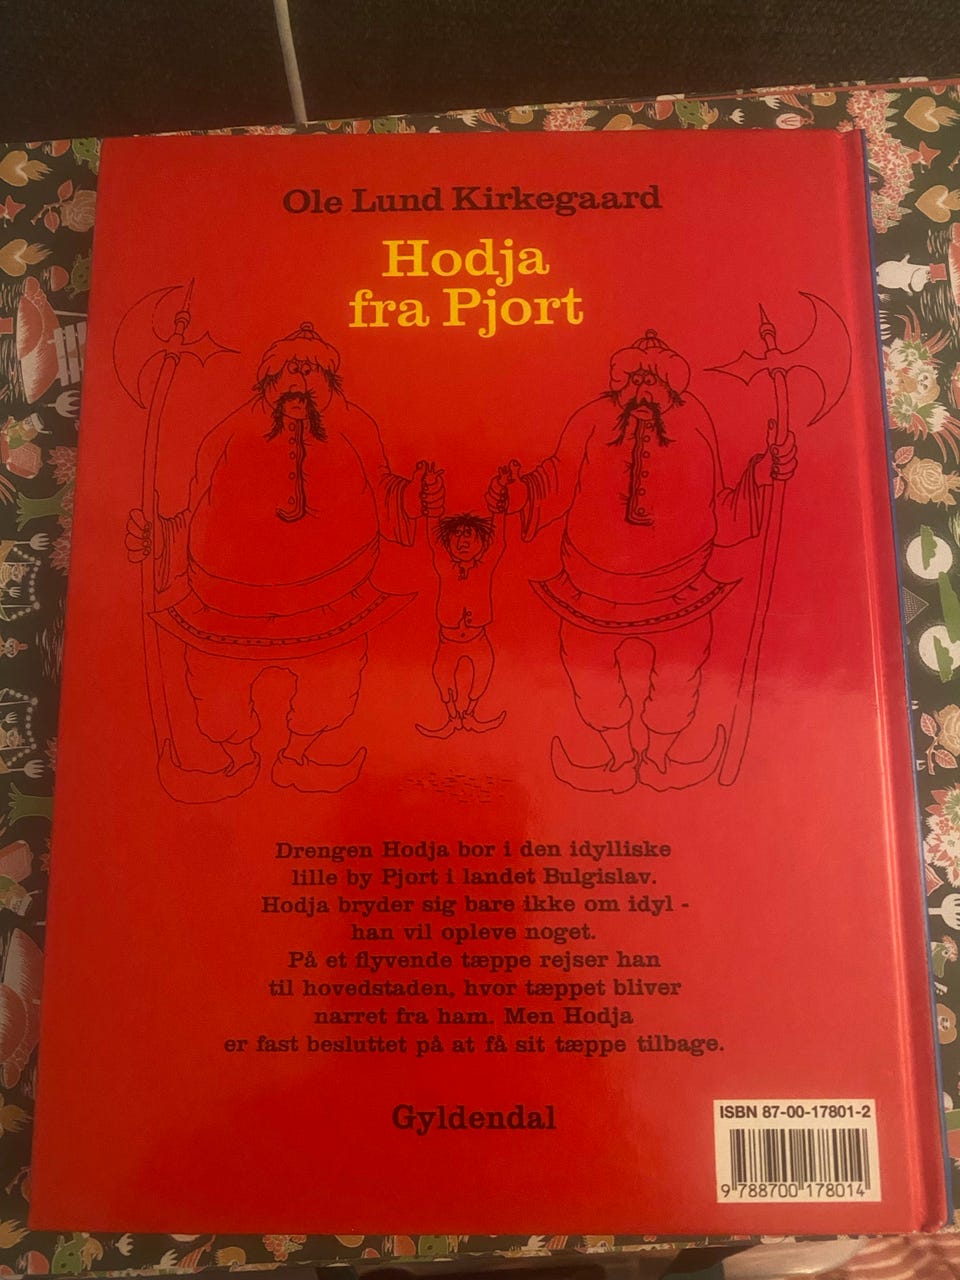 Ole Lund Kirkegaard
Hodja
fra Pjort
Drengen Hodja bor i den idylliske
lille by Pjort i landet Bulgislav.
Hodja bryder sig bare ikke om idyl -
han vil opleve noget.
På et flyvende tæppe rejser han
til hovedstaden, hvor tæppet bliver
narret fra ham. Men Hodja
er fast besluttet på at få sit tæppe tilbage.
Gyldendal
ISBN 87-00-17801-2
9 788700 178014